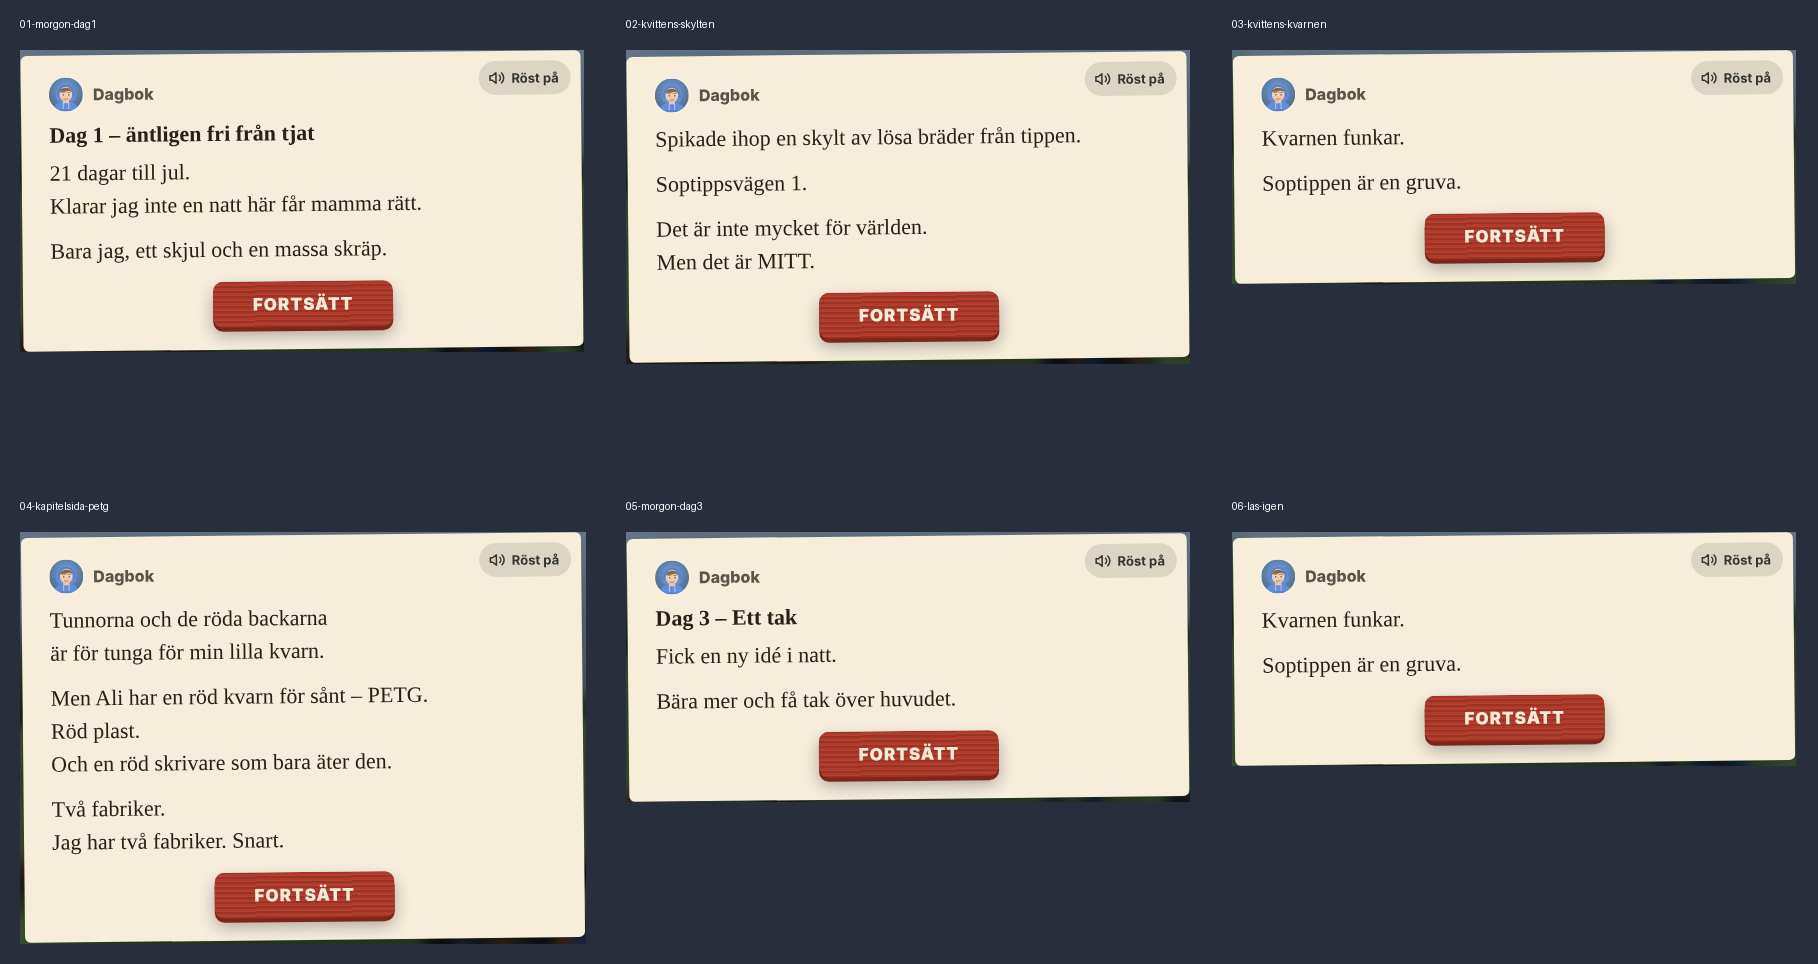 01-morgon-dag1
Röst på
Dagbok
Dag 1 – äntligen fri från tjat
21 dagar till jul.
Klarar jag inte en natt här får mamma rätt.
Bara jag, ett skjul och en massa skräp.
FORTSÄTT
02-kvittens-skylten
Röst på
Dagbok
Spikade ihop en skylt av lösa bräder från tippen.
Soptippsvägen 1.
Det är inte mycket för världen.
Men det är MITT.
FORTSÄTT
03-kvittens-kvarnen
Röst på
Dagbok
Kvarnen funkar.
Soptippen är en gruva.
FORTSÄTT
04-kapitelsida-petg
Röst på
Dagbok
Tunnorna och de röda backarna
är för tunga för min lilla kvarn.
Men Ali har en röd kvarn för sånt – PETG.
Röd plast.
Och en röd skrivare som bara äter den.
Två fabriker.
Jag har två fabriker. Snart.
FORTSÄTT
05-morgon-dag3
Röst på
Dagbok
Dag 3 – Ett tak
Fick en ny idé i natt.
Bära mer och få tak över huvudet.
FORTSÄTT
06-las-igen
Röst på
Dagbok
Kvarnen funkar.
Soptippen är en gruva.
FORTSÄTT